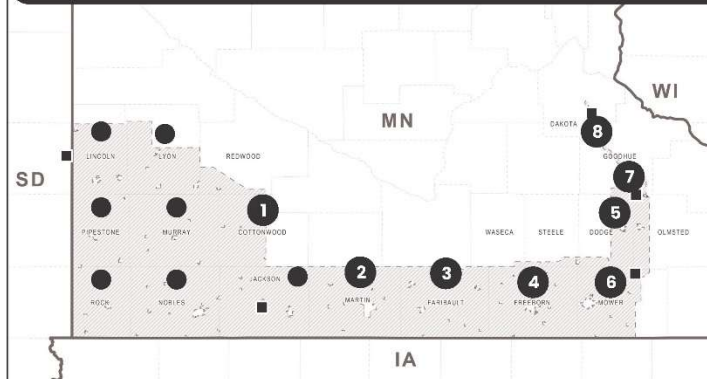 WI
MN
DAKOTA
8
LINCOLN
LYON
REDWOOD
GOODHUE
7
SD
1
5
PIPESTONE
MURRAY
COTTONWOOD
WASECA
STEELE
DODGE
OLMSTED
JACKSON
2
3
4
6
ROCK
NOBLES
MARTIN
FARIBAULT
FREEBORN
MOWER
IA